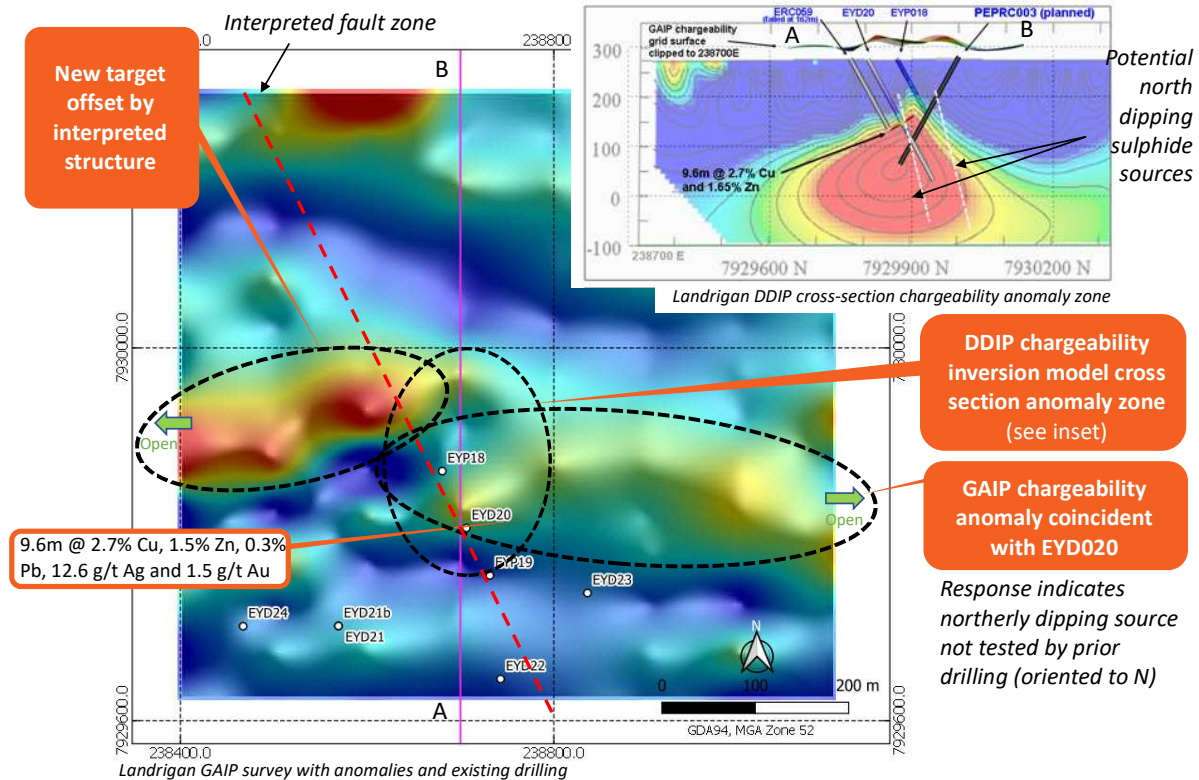 Interpreted fault zone
0.0
238800.0
B
New target
offset by
interpreted
structure
ERC059
(failed at 162m)
EYD20
EYP018
PEPRC003 (planned)
GAIP chargeability
grid surface
clipped to 238700E
A
B
300
200
100
0
-100
9.6m @ 2.7% Cu
and 1.65% Zn
238700 E
7929600 N
7929900 N
7930200 N
Potential
north
dipping
sulphide
sources
Landrigan DDIP cross-section chargeability anomaly zone
7930000.0
7930000.0
DDIP chargeability
inversion model cross
section anomaly zone
(see inset)
Open
Open
EYP18
EYD20
GAIP chargeability
anomaly coincident
with EYD020
9.6m @ 2.7% Cu, 1.5% Zn, 0.3%
Pb, 12.6 g/t Ag and 1.5 g/t Au
EYP19
EYD23
EYD24
EYD21b
EYD21
EYD22
Response indicates
northerly dipping source
not tested by prior
drilling (oriented to N)
N
0
100
200 m
GDA94, MGA Zone 52
A
7929600.0
7929600.0
238400.0
238800.0
Landrigan GAIP survey with anomalies and existing drilling